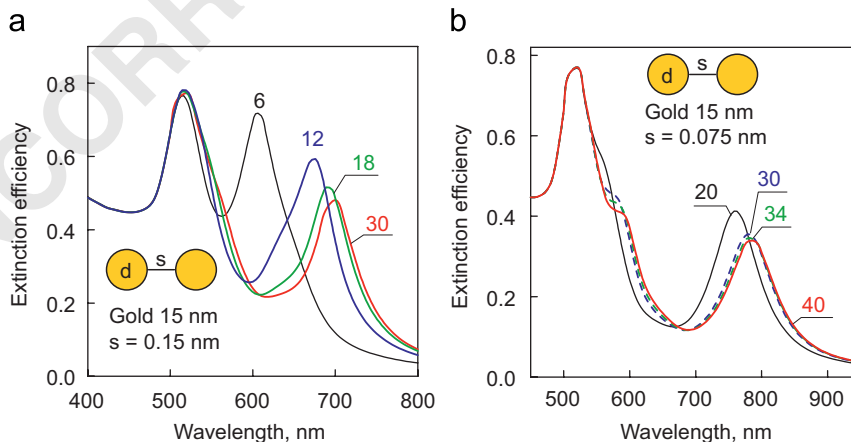 a
b
CORR
Extinction efficiency
0.8
0.6
0.4
0.2
0.0
6
12
18
30
d
s
Gold 15 nm
s = 0.15 nm
400
500
600
700
800
Wavelength, nm
Extinction efficiency
0.8
0.6
0.4
0.2
0.0
d
s
Gold 15 nm
s = 0.075 nm
20
30
34
40
500
600
700
800
900
Wavelength, nm